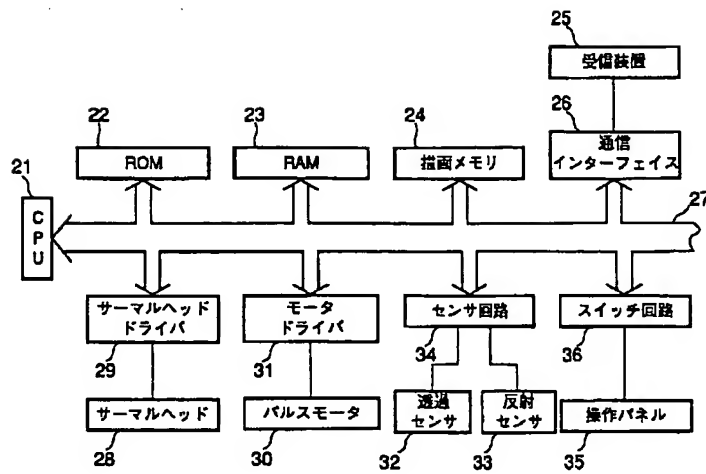 25
受信装置
22
23
24
26
ROM
RAM
描画メモリ
通信
インターフェイス
21
27
CPU
サーマルヘッド
ドライバ
モータ
ドライバ
センサ回路
スイッチ回路
29
31
34
36
サーマルヘッド
パルスモータ
透過
センサ
反射
センサ
操作パネル
28
30
32
33
35